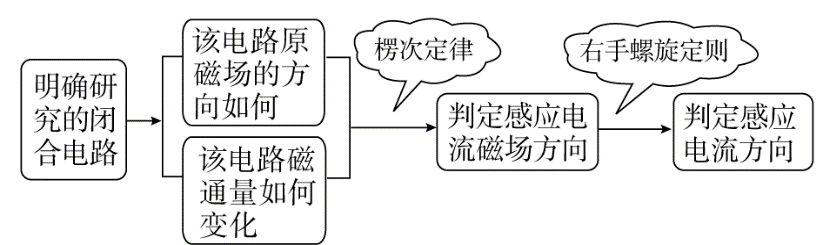 明确研
究的闭
合电路
该电路原
磁场的方
向如何
该电路磁
通量如何
变化
楞次定律
判定感应电
流磁场方向
右手螺旋定则
判定感应
电流方向